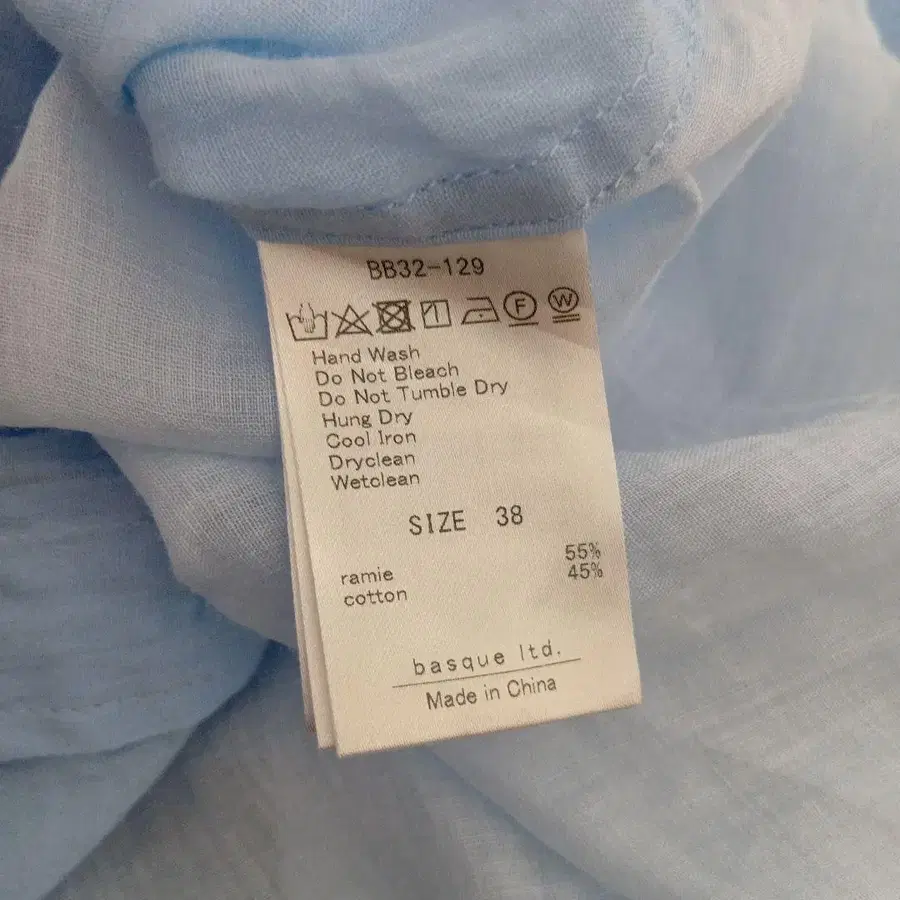 BB32-129
F W
Hand Wash
Do Not Bleach
Do Not Tumble Dry
Hung Dry
Cool Iron
Dryclean
Wetclean
SIZE 38
ramie 55%
cotton 45%
basque ltd.
Made in China